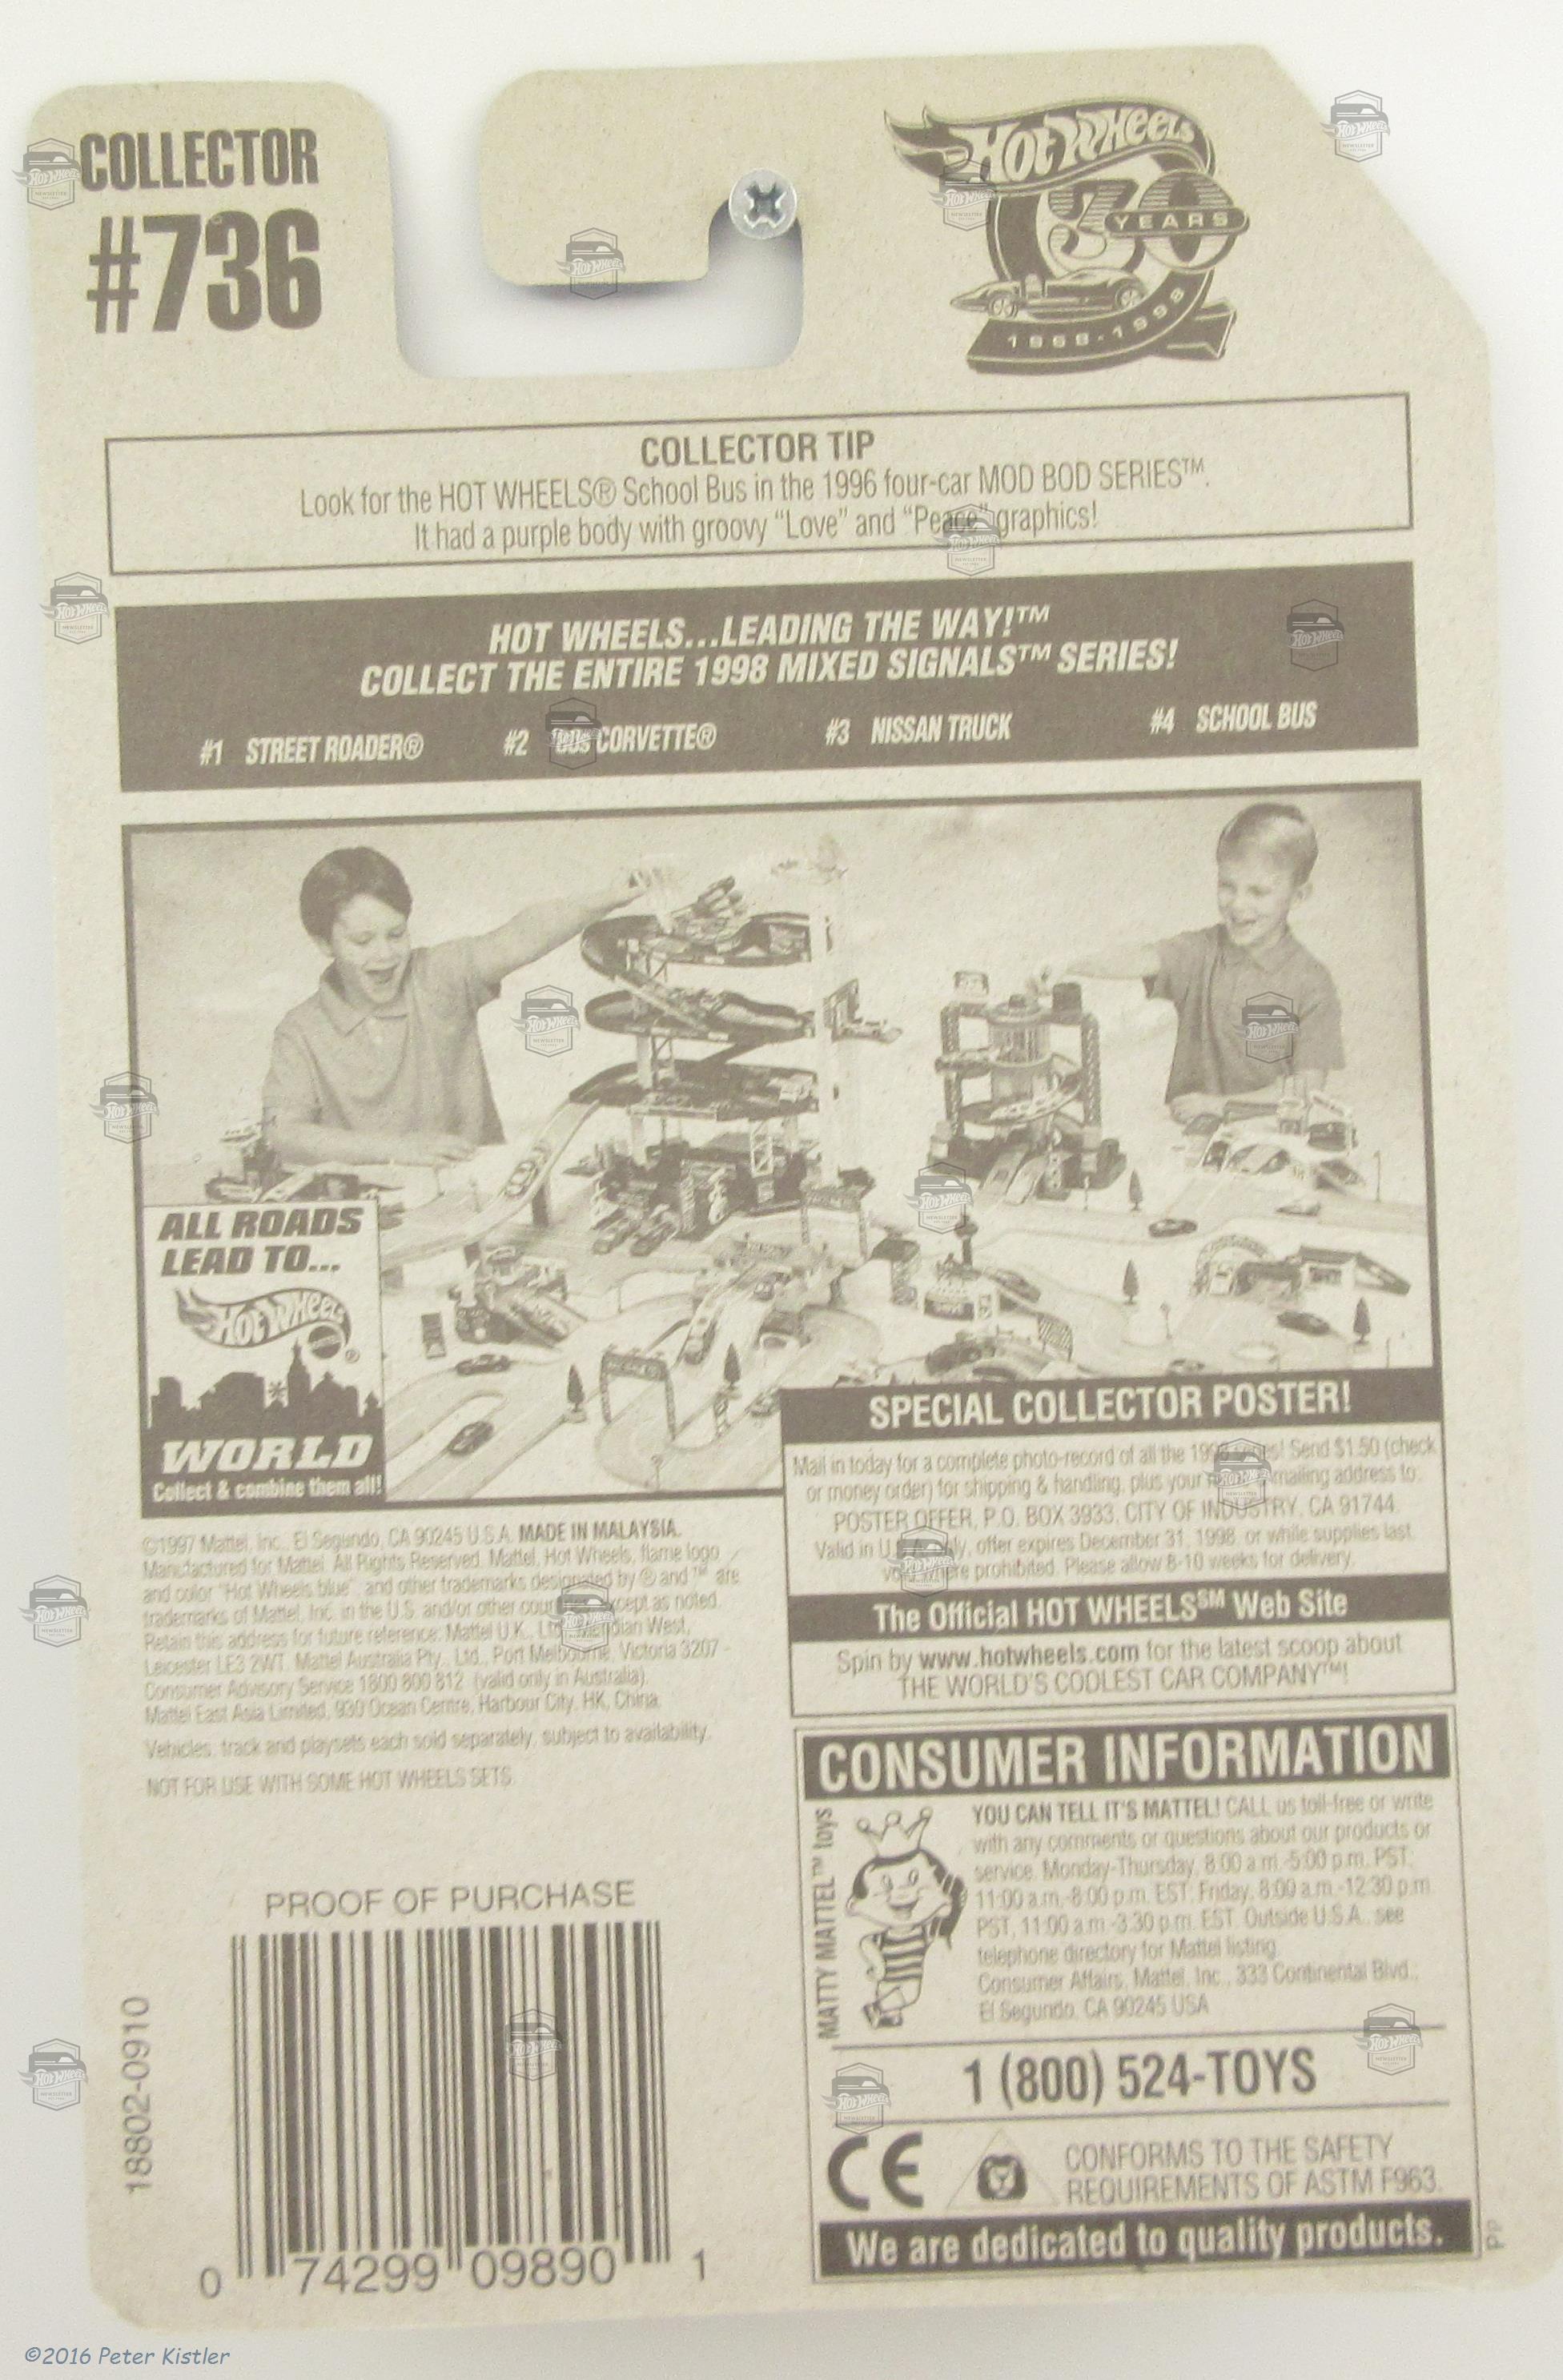 COLLECTOR
#736
HOT WHEELS
30
YEARS
1968-1998
COLLECTOR TIP
Look for the HOT WHEELS® School Bus in the 1996 four-car MOD BOD SERIES™.
It had a purple body with groovy "Love" and "Peace" graphics!
HOT WHEELS...LEADING THE WAY!™
COLLECT THE ENTIRE 1998 MIXED SIGNALS™ SERIES!
#1 STREET ROADER® #2 80s CORVETTE® #3 NISSAN TRUCK #4 SCHOOL BUS
ALL ROADS
LEAD TO...
HOT WHEELS
®
WORLD
Collect & combine them all!
SPECIAL COLLECTOR POSTER!
Mail in today for a complete photo-record of all the 1998 series! Send $1.50 (check
or money order) for shipping & handling, plus your mailing address to:
POSTER OFFER, P.O. BOX 3933, CITY OF INDUSTRY, CA 91744.
Valid in U.S. only, offer expires December 31, 1998, or while supplies last,
void where prohibited. Please allow 8-10 weeks for delivery.
The Official HOT WHEELS℠ Web Site
Spin by www.hotwheels.com for the latest scoop about
THE WORLD'S COOLEST CAR COMPANY™!
©1997 Mattel, Inc., El Segundo, CA 90245 U.S.A. MADE IN MALAYSIA.
Manufactured for Mattel. All Rights Reserved. Mattel, Hot Wheels, flame logo
and color "Hot Wheels blue", and other trademarks designated by ® and ™ are
trademarks of Mattel, Inc. in the U.S. and/or other countries except as noted.
Retain this address for future reference: Mattel U.K., Ltd., Meridian West,
Leicester LE3 2WT. Mattel Australia Pty., Ltd., Port Melbourne, Victoria 3207 -
Consumer Advisory Service 1800 800 812 (valid only in Australia).
Mattel East Asia Limited, 930 Ocean Centre, Harbour City, HK, China.
Vehicles, track and playsets each sold separately, subject to availability.
NOT FOR USE WITH SOME HOT WHEELS SETS.
CONSUMER INFORMATION
MATTY MATTEL™ toys
YOU CAN TELL IT'S MATTEL! CALL us toll-free or write
with any comments or questions about our products or
service. Monday-Thursday, 8:00 a.m.-5:00 p.m. PST;
11:00 a.m.-8:00 p.m. EST; Friday, 8:00 a.m.-12:30 p.m.
PST, 11:00 a.m.-3:30 p.m. EST. Outside U.S.A., see
telephone directory for Mattel listing.
Consumer Affairs, Mattel, Inc., 333 Continental Blvd.,
El Segundo, CA 90245 USA
1 (800) 524-TOYS
CE
CONFORMS TO THE SAFETY
REQUIREMENTS OF ASTM F963.
We are dedicated to quality products.
PP
PROOF OF PURCHASE
18802-0910
0 74299 09890 1
©2016 Peter Kistler